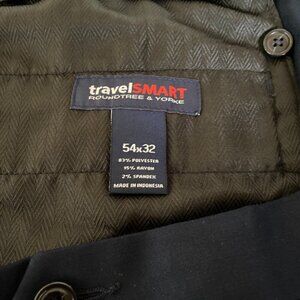 travelSMART
ROUNDTREE & YORKE
54x32
83% POLYESTER
15% RAYON
2% SPANDEX
MADE IN INDONESIA